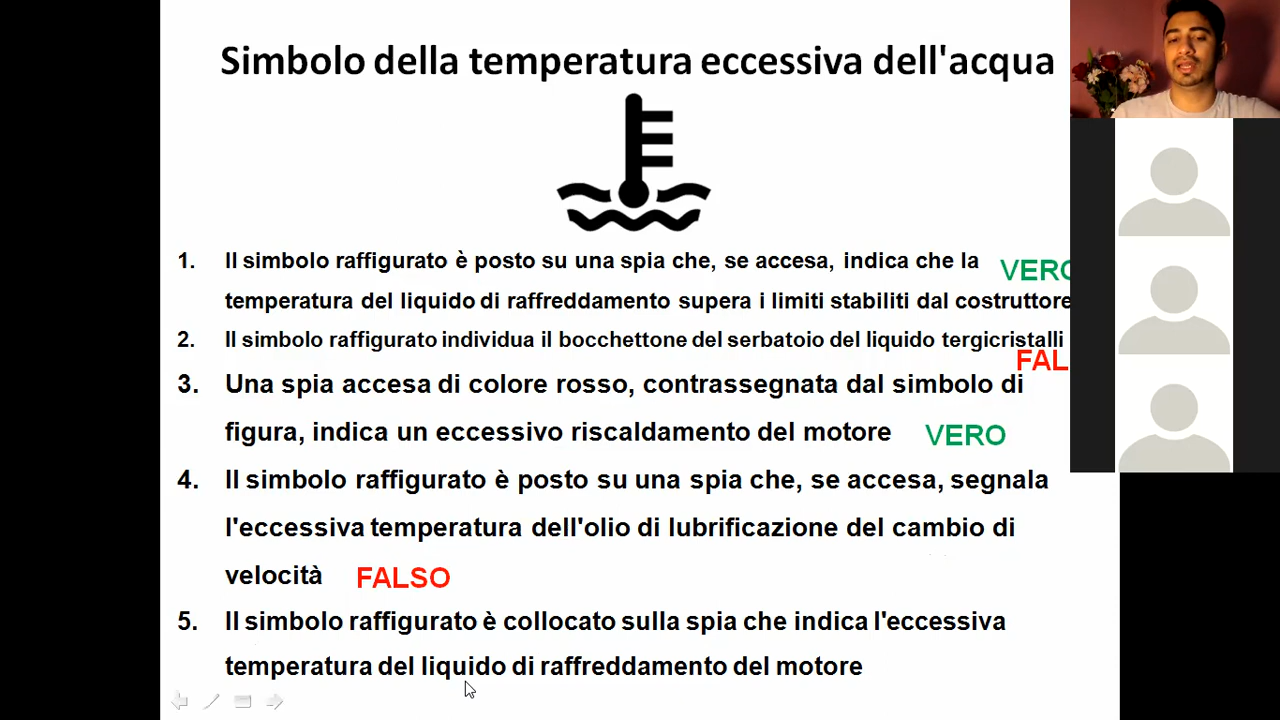 Simbolo della temperatura eccessiva dell'acqua
1. Il simbolo raffigurato è posto su una spia che, se accesa, indica che la
VERO
temperatura del liquido di raffreddamento supera i limiti stabiliti dal costruttore
2. Il simbolo raffigurato individua il bocchettone del serbatoio del liquido tergicristalli
FAL
3. Una spia accesa di colore rosso, contrassegnata dal simbolo di
figura, indica un eccessivo riscaldamento del motore VERO
4. Il simbolo raffigurato è posto su una spia che, se accesa, segnala
l'eccessiva temperatura dell'olio di lubrificazione del cambio di
velocità FALSO
5. Il simbolo raffigurato è collocato sulla spia che indica l'eccessiva
temperatura del liquido di raffreddamento del motore